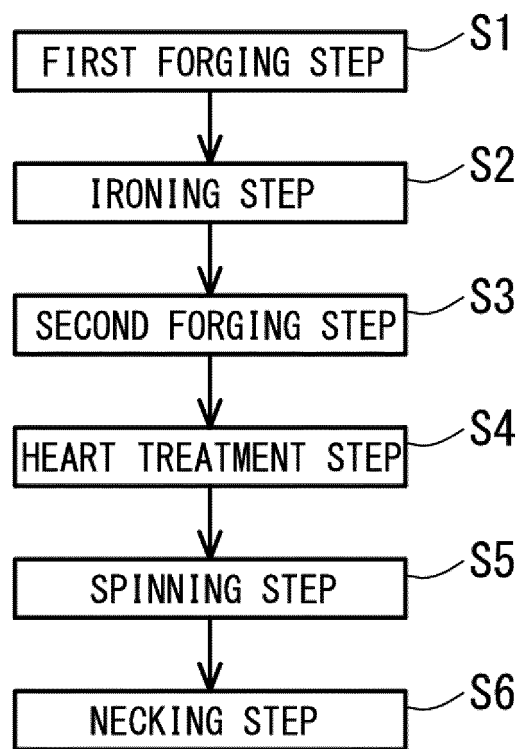 FIRST FORGING STEP S1
IRONING STEP S2
SECOND FORGING STEP S3
HEART TREATMENT STEP S4
SPINNING STEP S5
NECKING STEP S6